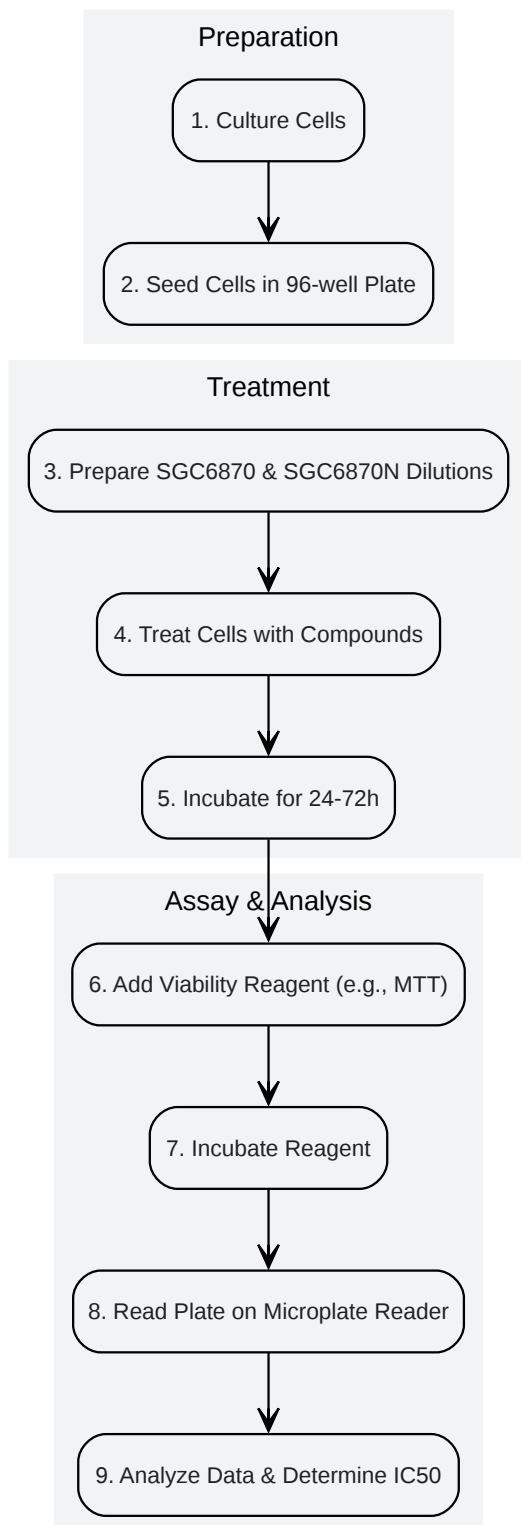 Preparation
1. Culture Cells
2. Seed Cells in 96-well Plate
Treatment
3. Prepare SGC6870 & SGC6870N Dilutions
4. Treat Cells with Compounds
5. Incubate for 24-72h
Assay & Analysis
6. Add Viability Reagent (e.g., MTT)
7. Incubate Reagent
8. Read Plate on Microplate Reader
9. Analyze Data & Determine IC50